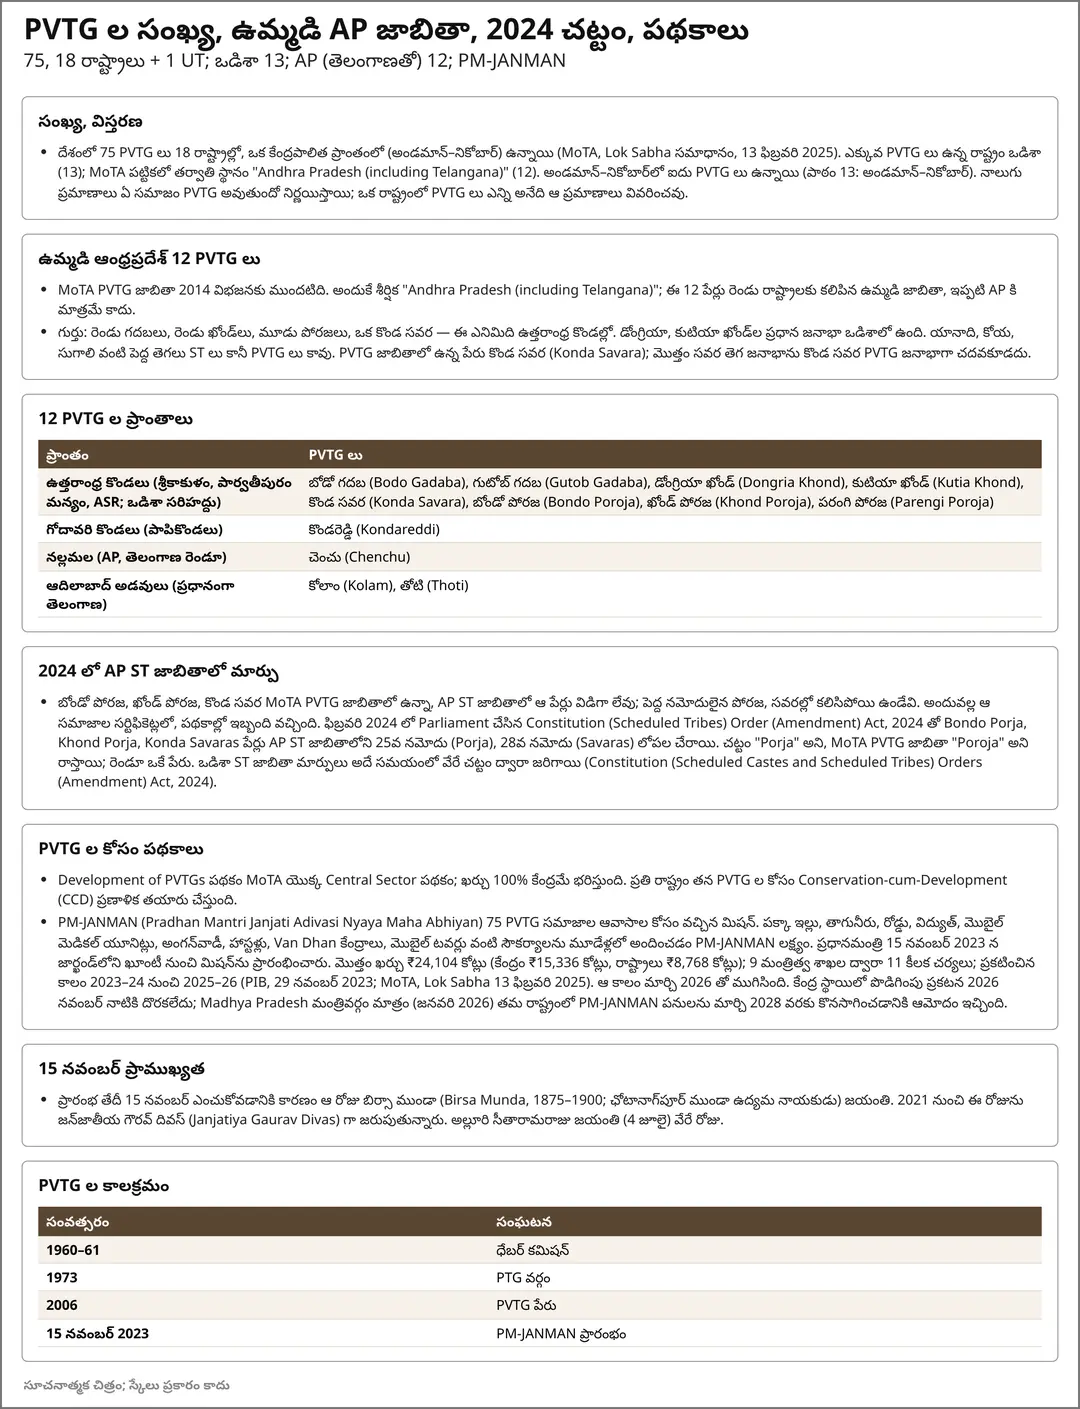 PVTG ల సంఖ్య, ఉమ్మడి AP జాబితా, 2024 చట్టం, పథకాలు
75, 18 రాష్ట్రాలు + 1 UT; ఒడిశా 13; AP (తెలంగాణతో) 12; PM-JANMAN
సంఖ్య, విస్తరణ
• దేశంలో 75 PVTG లు 18 రాష్ట్రాల్లో, ఒక కేంద్రపాలిత ప్రాంతంలో (అండమాన్–నికోబార్) ఉన్నాయి (MoTA, Lok Sabha సమాధానం, 13 ఫిబ్రవరి 2025). ఎక్కువ PVTG లు ఉన్న రాష్ట్రం ఒడిశా
(13); MoTA పట్టికలో తర్వాతి స్థానం "Andhra Pradesh (including Telangana)" (12). అండమాన్–నికోబార్‌లో ఐదు PVTG లు ఉన్నాయి (పాఠం 13: అండమాన్–నికోబార్). నాలుగు
ప్రమాణాలు ఏ సమాజం PVTG అవుతుందో నిర్ణయిస్తాయి; ఒక రాష్ట్రంలో PVTG లు ఎన్ని అనేది ఆ ప్రమాణాలు వివరించవు.
ఉమ్మడి ఆంధ్రప్రదేశ్ 12 PVTG లు
• MoTA PVTG జాబితా 2014 విభజనకు ముందటిది. అందుకే శీర్షిక "Andhra Pradesh (including Telangana)"; ఈ 12 పేర్లు రెండు రాష్ట్రాలకు కలిపిన ఉమ్మడి జాబితా, ఇప్పటి AP కి
మాత్రమే కాదు.
• గుర్తు: రెండు గదబలు, రెండు ఖోండ్‌లు, మూడు పోరజలు, ఒక కొండ సవర — ఈ ఎనిమిది ఉత్తరాంధ్ర కొండల్లో. డోంగ్రియా, కుటియా ఖోండ్‌ల ప్రధాన జనాభా ఒడిశాలో ఉంది. యానాది, కోయ,
సుగాలి వంటి పెద్ద తెగలు ST లు కానీ PVTG లు కావు. PVTG జాబితాలో ఉన్న పేరు కొండ సవర (Konda Savara); మొత్తం సవర తెగ జనాభాను కొండ సవర PVTG జనాభాగా చదవకూడదు.
12 PVTG ల ప్రాంతాలు
ప్రాంతం PVTG లు
ఉత్తరాంధ్ర కొండలు (శ్రీకాకుళం, పార్వతీపురం బోడో గదబ (Bodo Gadaba), గుటోబ్ గదబ (Gutob Gadaba), డోంగ్రియా ఖోండ్ (Dongria Khond), కుటియా ఖోండ్ (Kutia Khond),
మన్యం, ASR; ఒడిశా సరిహద్దు) కొండ సవర (Konda Savara), బోండో పోరజ (Bondo Poroja), ఖోండ్ పోరజ (Khond Poroja), పరంగి పోరజ (Parengi Poroja)
గోదావరి కొండలు (పాపికొండలు) కొండరెడ్డి (Kondareddi)
నల్లమల (AP, తెలంగాణ రెండూ) చెంచు (Chenchu)
ఆదిలాబాద్ అడవులు (ప్రధానంగా కోలాం (Kolam), తోటి (Thoti)
తెలంగాణ)
2024 లో AP ST జాబితాలో మార్పు
• బోండో పోరజ, ఖోండ్ పోరజ, కొండ సవర MoTA PVTG జాబితాలో ఉన్నా, AP ST జాబితాలో ఆ పేర్లు విడిగా లేవు; పెద్ద నమోదులైన పోరజ, సవరల్లో కలిసిపోయి ఉండేవి. అందువల్ల ఆ
సమాజాల సర్టిఫికెట్లలో, పథకాల్లో ఇబ్బంది వచ్చింది. ఫిబ్రవరి 2024 లో Parliament చేసిన Constitution (Scheduled Tribes) Order (Amendment) Act, 2024 తో Bondo Porja,
Khond Porja, Konda Savaras పేర్లు AP ST జాబితాలోని 25వ నమోదు (Porja), 28వ నమోదు (Savaras) లోపల చేరాయి. చట్టం "Porja" అని, MoTA PVTG జాబితా "Poroja" అని
రాస్తాయి; రెండూ ఒకే పేరు. ఒడిశా ST జాబితా మార్పులు అదే సమయంలో వేరే చట్టం ద్వారా జరిగాయి (Constitution (Scheduled Castes and Scheduled Tribes) Orders
(Amendment) Act, 2024).
PVTG ల కోసం పథకాలు
• Development of PVTGs పథకం MoTA యొక్క Central Sector పథకం; ఖర్చు 100% కేంద్రమే భరిస్తుంది. ప్రతి రాష్ట్రం తన PVTG ల కోసం Conservation-cum-Development
(CCD) ప్రణాళిక తయారు చేస్తుంది.
• PM-JANMAN (Pradhan Mantri Janjati Adivasi Nyaya Maha Abhiyan) 75 PVTG సమాజాల ఆవాసాల కోసం వచ్చిన మిషన్. పక్కా ఇల్లు, తాగునీరు, రోడ్డు, విద్యుత్, మొబైల్
మెడికల్ యూనిట్లు, అంగన్‌వాడీ, హాస్టళ్లు, Van Dhan కేంద్రాలు, మొబైల్ టవర్లు వంటి సౌకర్యాలను మూడేళ్లలో అందించడం PM-JANMAN లక్ష్యం. ప్రధానమంత్రి 15 నవంబర్ 2023 న
జార్ఖండ్‌లోని ఖూంటీ నుంచి మిషన్‌ను ప్రారంభించారు. మొత్తం ఖర్చు ₹24,104 కోట్లు (కేంద్రం ₹15,336 కోట్లు, రాష్ట్రాలు ₹8,768 కోట్లు); 9 మంత్రిత్వ శాఖల ద్వారా 11 కీలక చర్యలు; ప్రకటించిన
కాలం 2023–24 నుంచి 2025–26 (PIB, 29 నవంబర్ 2023; MoTA, Lok Sabha 13 ఫిబ్రవరి 2025). ఆ కాలం మార్చి 2026 తో ముగిసింది. కేంద్ర స్థాయిలో పొడిగింపు ప్రకటన 2026
నవంబర్ నాటికి దొరకలేదు; Madhya Pradesh మంత్రివర్గం మాత్రం (జనవరి 2026) తమ రాష్ట్రంలో PM-JANMAN పనులను మార్చి 2028 వరకు కొనసాగించడానికి ఆమోదం ఇచ్చింది.
15 నవంబర్ ప్రాముఖ్యత
• ప్రారంభ తేదీ 15 నవంబర్ ఎంచుకోవడానికి కారణం ఆ రోజు బిర్సా ముండా (Birsa Munda, 1875–1900; ఛోటానాగ్‌పూర్ ముండా ఉద్యమ నాయకుడు) జయంతి. 2021 నుంచి ఈ రోజును
జన్‌జాతీయ గౌరవ్ దివస్ (Janjatiya Gaurav Divas) గా జరుపుతున్నారు. అల్లూరి సీతారామరాజు జయంతి (4 జూలై) వేరే రోజు.
PVTG ల కాలక్రమం
సంవత్సరం సంఘటన
1960–61 ధేబర్ కమిషన్
1973 PTG వర్గం
2006 PVTG పేరు
15 నవంబర్ 2023 PM-JANMAN ప్రారంభం
సూచనాత్మక చిత్రం; స్కేలు ప్రకారం కాదు